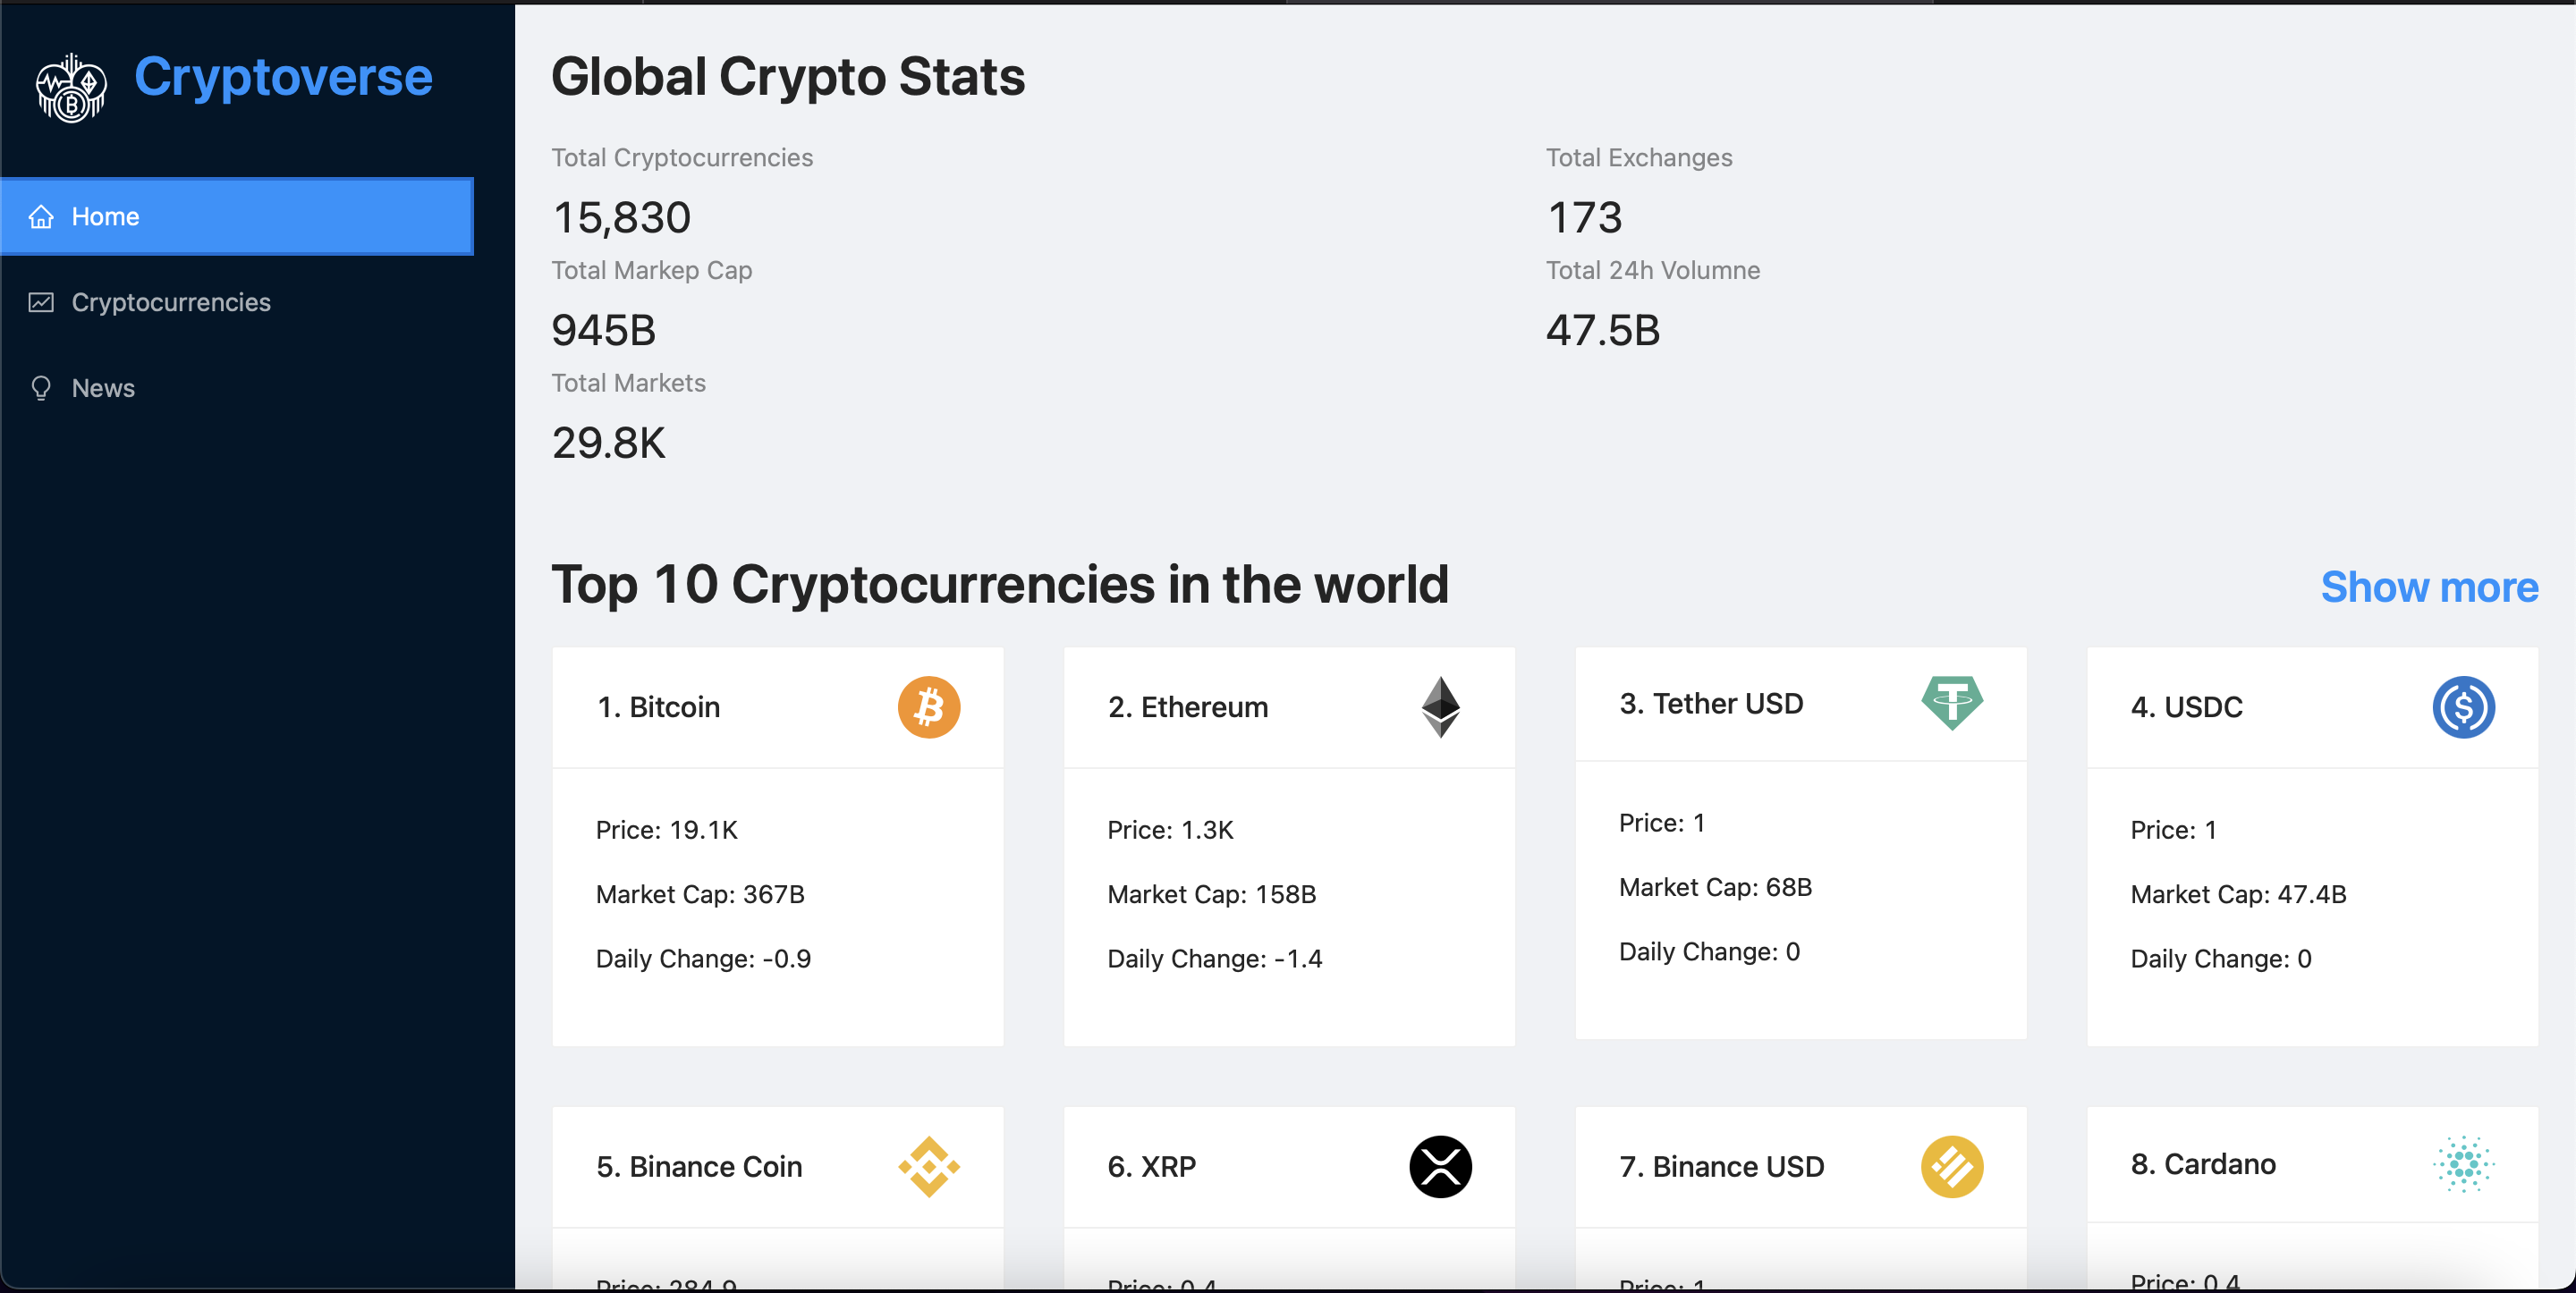 Cryptoverse
Home
Cryptocurrencies
News
Global Crypto Stats
Total Cryptocurrencies
15,830
Total Exchanges
173
Total Markep Cap
945B
Total 24h Volumne
47.5B
Total Markets
29.8K
Top 10 Cryptocurrencies in the world
Show more
1. Bitcoin
Price: 19.1K
Market Cap: 367B
Daily Change: -0.9
2. Ethereum
Price: 1.3K
Market Cap: 158B
Daily Change: -1.4
3. Tether USD
Price: 1
Market Cap: 68B
Daily Change: 0
4. USDC
Price: 1
Market Cap: 47.4B
Daily Change: 0
5. Binance Coin
Price: 284.9
6. XRP
Price: 0.4
7. Binance USD
Price: 1
8. Cardano
Price: 0.4